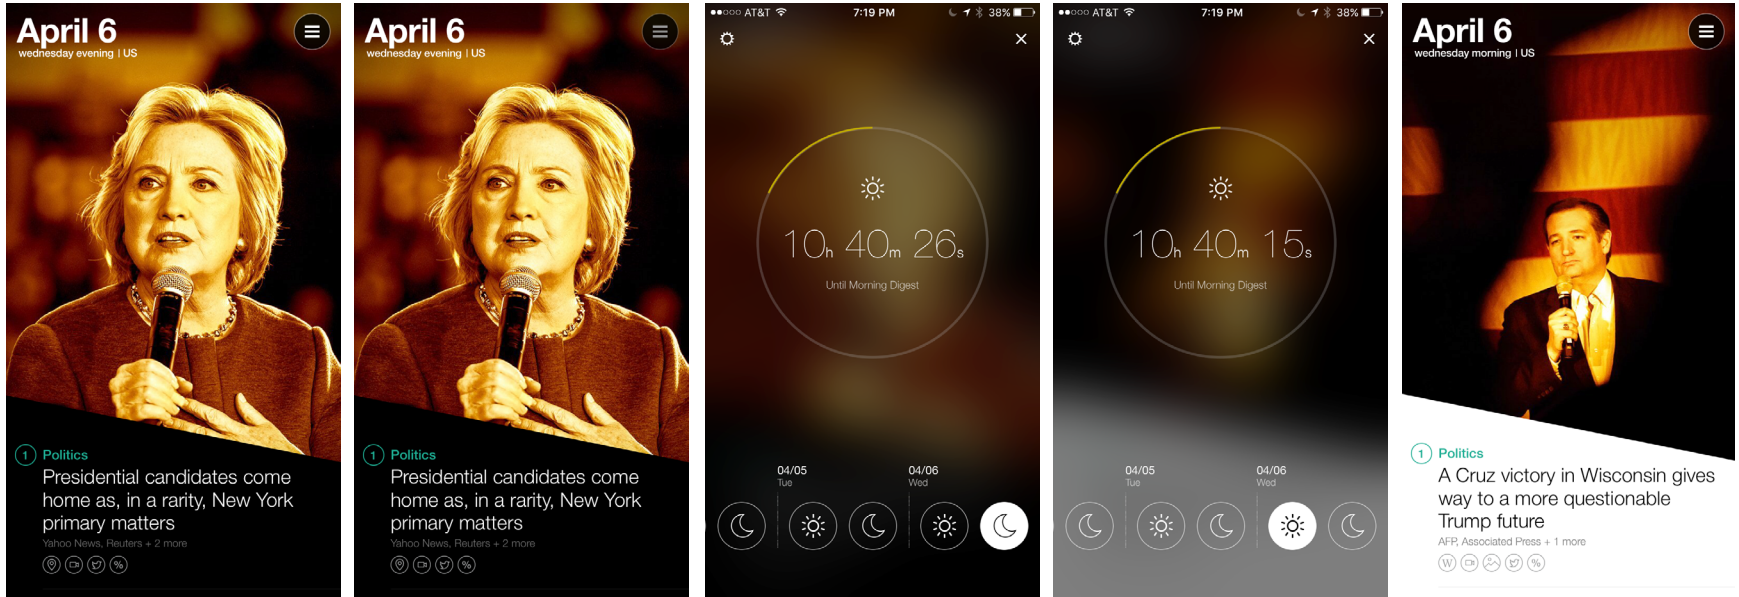 April 6
wednesday evening | US
1 Politics
Presidential candidates come
home as, in a rarity, New York
primary matters
Yahoo News, Reuters + 2 more
%
April 6
wednesday evening | US
1 Politics
Presidential candidates come
home as, in a rarity, New York
primary matters
Yahoo News, Reuters + 2 more
%
AT&T 7:19 PM 38%
10h 40m 26s
Until Morning Digest
04/05 04/06
Tue Wed
AT&T 7:19 PM 38%
10h 40m 15s
Until Morning Digest
04/05 04/06
Tue Wed
April 6
wednesday morning | US
1 Politics
A Cruz victory in Wisconsin gives
way to a more questionable
Trump future
AFP, Associated Press + 1 more
W %